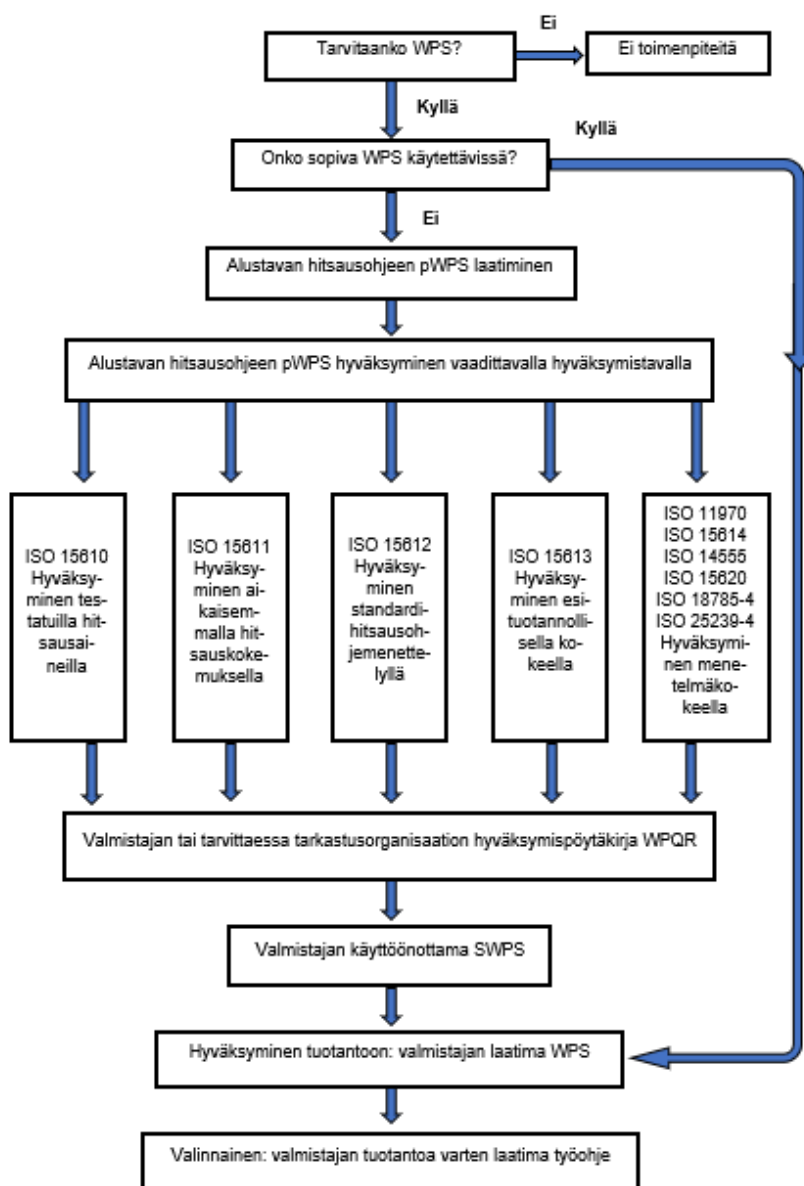 Ei
Tarvitaanko WPS?
Ei toimenpiteitä
Kyllä
Kyllä
Onko sopiva WPS käytettävissä?
Ei
Alustavan hitsausohjeen pWPS laatiminen
Alustavan hitsausohjeen pWPS hyväksyminen vaadittavalla hyväksymistavalla
ISO 15610
Hyväksy-
minen tes-
tatuilla hit-
sausai-
neilla
ISO 15611
Hyväksy-
minen ai-
kaisem-
malla hit-
sauskoke-
muksella
ISO 15612
Hyväksy-
minen
standardi-
hitsausoh-
jemenette-
lyllä
ISO 15613
Hyväksy-
minen esi-
tuotannolli-
sella ko-
keella
ISO 11970
ISO 15614
ISO 14555
ISO 15620
ISO 18785-4
ISO 25239-4
Hyväksymi-
nen mene-
telmäko-
keella
Valmistajan tai tarvittaessa tarkastusorganisaation hyväksymispöytäkirja WPQR
Valmistajan käyttöönottama SWPS
Hyväksyminen tuotantoon: valmistajan laatima WPS
Valinnainen: valmistajan tuotantoa varten laatima työohje